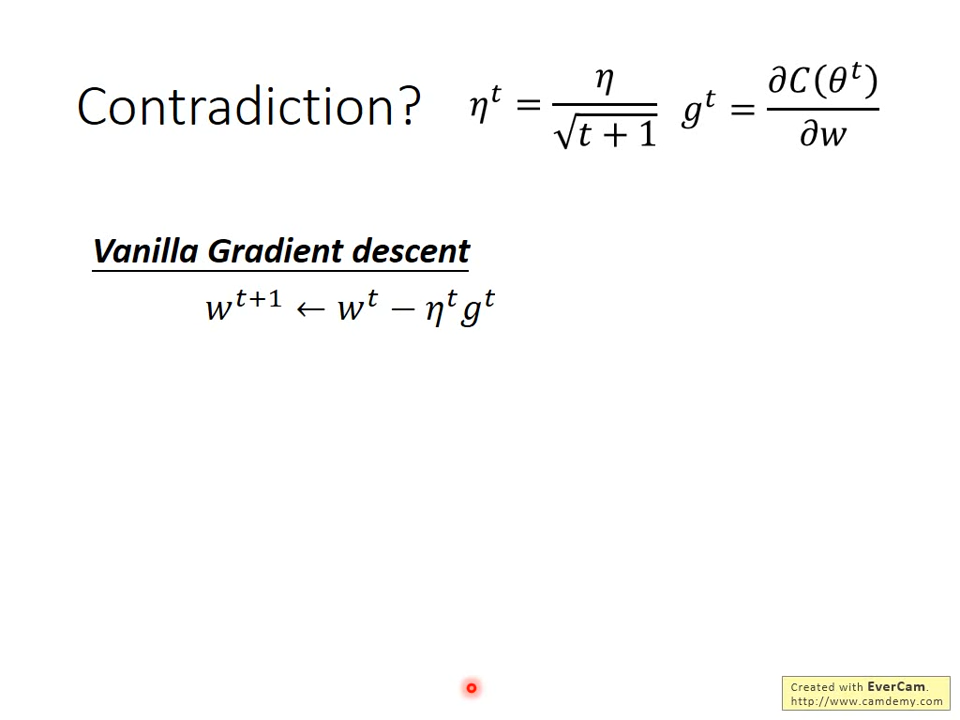 Contradiction? η^t = η / √(t + 1) g^t = ∂C(θ^t) / ∂w
Vanilla Gradient descent
w^{t+1} ← w^t − η^t g^t
Created with EverCam.
http://www.camdemy.com